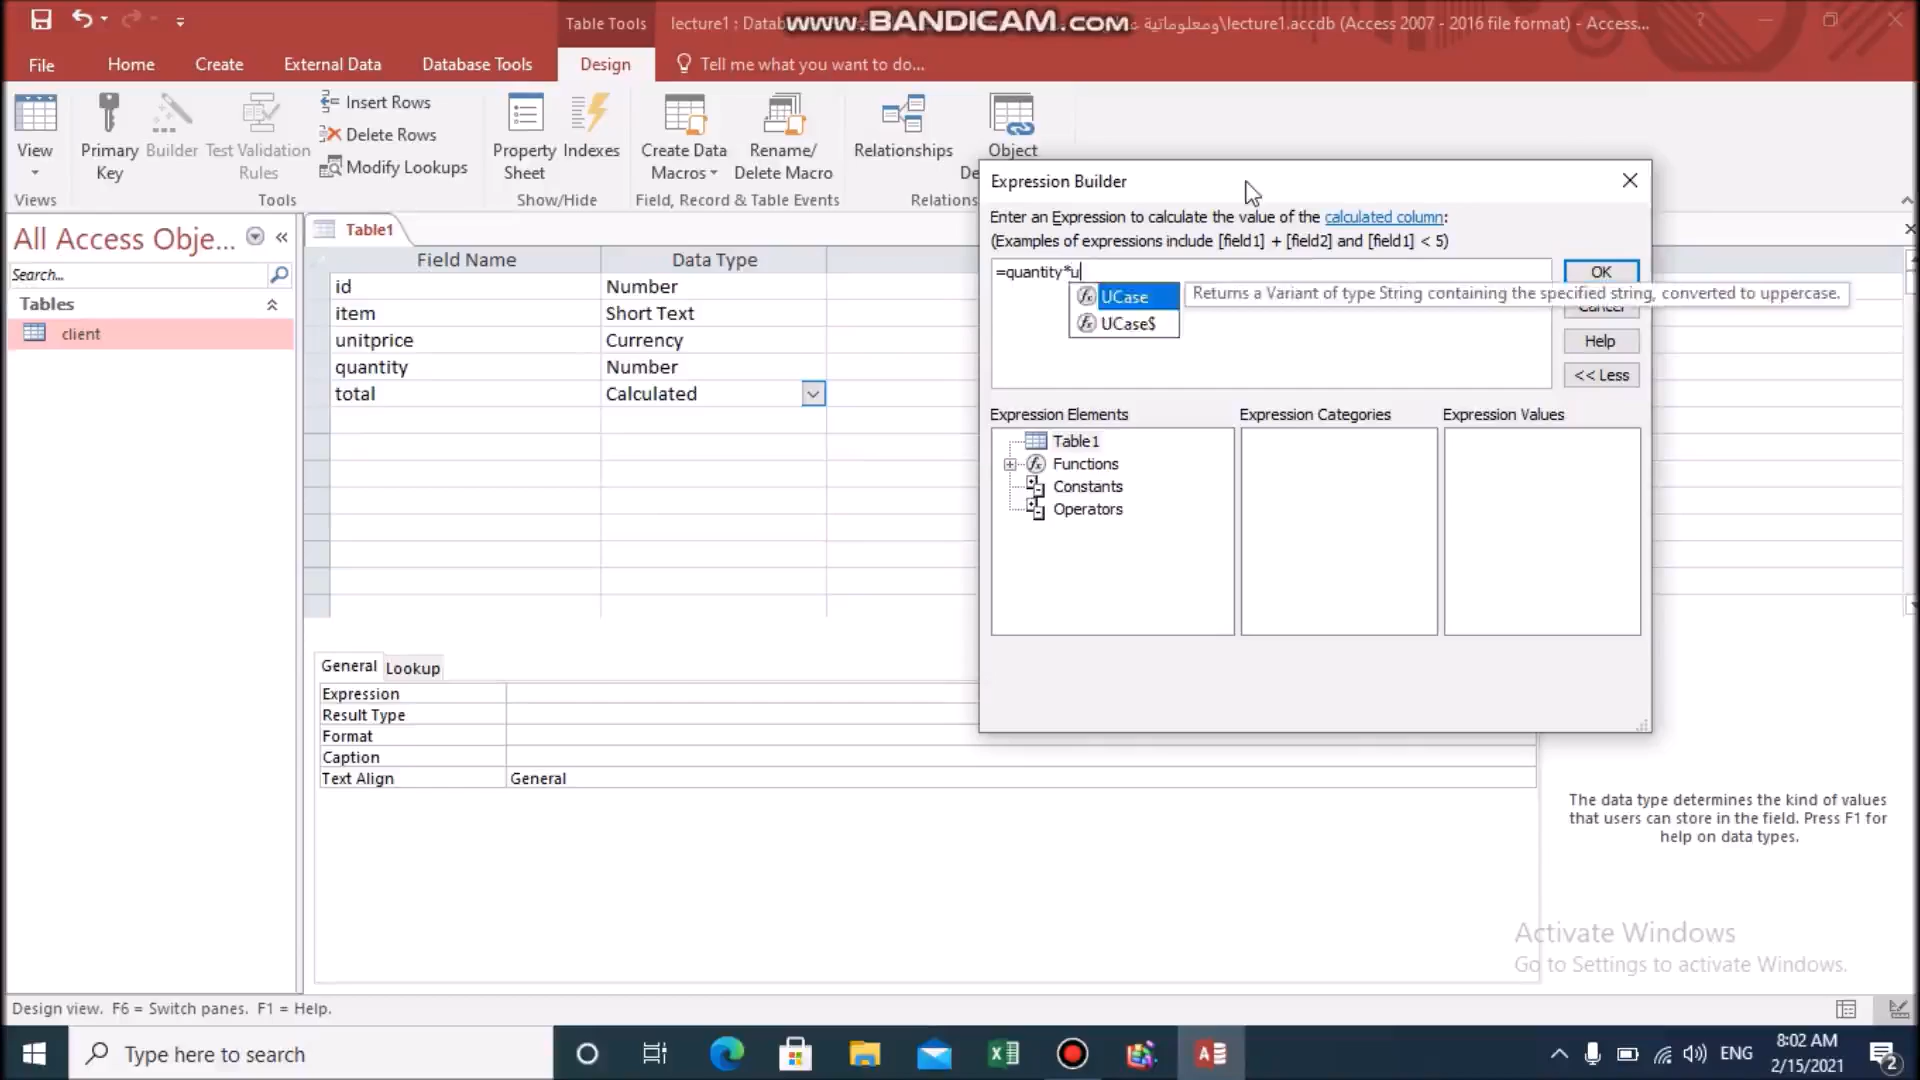 Table Tools
lecture1 : Datab
www.BANDICAM.com
ومعلوماتية\lecture1.accdb (Access 2007 - 2016 file format) - Access...
File
Home
Create
External Data
Database Tools
Design
Tell me what you want to do...
View
Primary Key
Builder
Test Validation Rules
Insert Rows
Delete Rows
Modify Lookups
Property Sheet
Indexes
Create Data Macros
Rename/ Delete Macro
Relationships
Object
De
Views
Tools
Show/Hide
Field, Record & Table Events
Relations
All Access Obje...
Search...
Tables
client
Table1
Field Name
Data Type
id
Number
item
Short Text
unitprice
Currency
quantity
Number
total
Calculated
Expression Builder
Enter an Expression to calculate the value of the calculated column:
(Examples of expressions include [field1] + [field2] and [field1] < 5)
=quantity*u
OK
UCase
Returns a Variant of type String containing the specified string, converted to uppercase.
Cancel
UCase$
Help
<< Less
Expression Elements
Expression Categories
Expression Values
Table1
Functions
Constants
Operators
General
Lookup
Expression
Result Type
Format
Caption
Text Align
General
The data type determines the kind of values
that users can store in the field. Press F1 for
help on data types.
Activate Windows
Go to Settings to activate Windows.
Design view. F6 = Switch panes. F1 = Help.
Type here to search
ENG
8:02 AM
2/15/2021
2